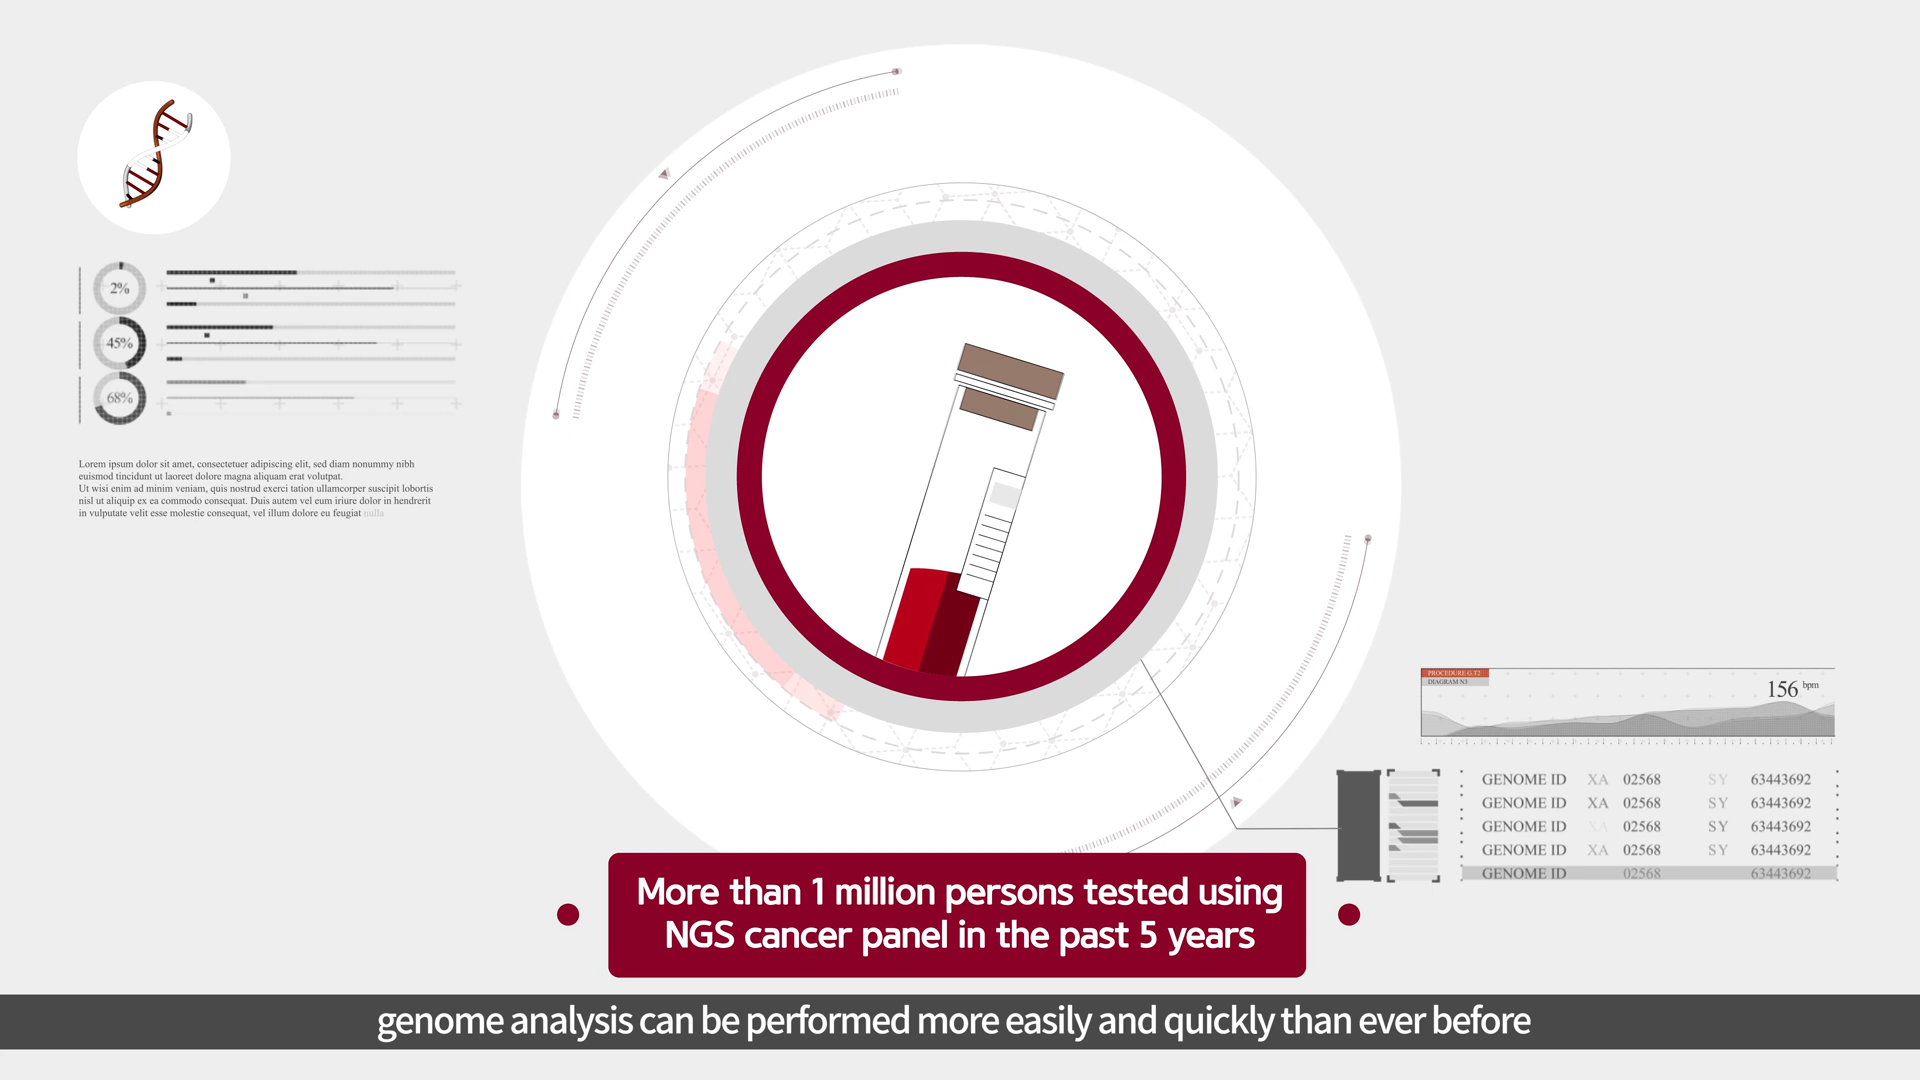 2%
45%
68%
Lorem ipsum dolor sit amet, consectetuer adipiscing elit, sed diam nonummy nibh
euismod tincidunt ut laoreet dolore magna aliquam erat volutpat.
Ut wisi enim ad minim veniam, quis nostrud exerci tation ullamcorper suscipit lobortis
nisl ut aliquip ex ea commodo consequat. Duis autem vel eum iriure dolor in hendrerit
in vulputate velit esse molestie consequat, vel illum dolore eu feugiat nulla
PROCEDURE G.T2
DIAGRAM N3
156 bpm
GENOME ID XA 02568 SY 63443692
GENOME ID XA 02568 SY 63443692
GENOME ID XA 02568 SY 63443692
GENOME ID XA 02568 SY 63443692
GENOME ID 02568 63443692
More than 1 million persons tested using
NGS cancer panel in the past 5 years
genome analysis can be performed more easily and quickly than ever before